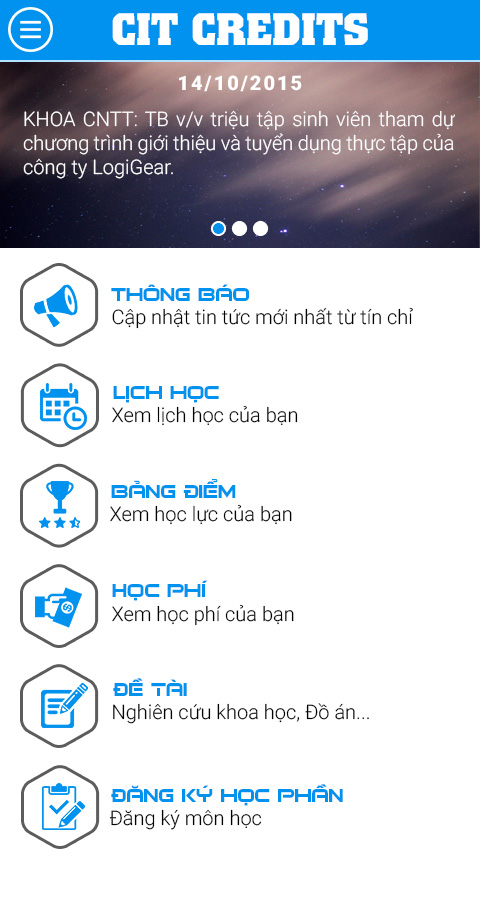 CIT CREDITS
14/10/2015
KHOA CNTT: TB v/v triệu tập sinh viên tham dự
chương trình giới thiệu và tuyển dụng thực tập của
công ty LogiGear.
THÔNG BÁO
Cập nhật tin tức mới nhất từ tín chỉ
LỊCH HỌC
Xem lịch học của bạn
BẢNG ĐIỂM
Xem học lực của bạn
HỌC PHÍ
Xem học phí của bạn
ĐỀ TÀI
Nghiên cứu khoa học, Đồ án...
ĐĂNG KÝ HỌC PHẦN
Đăng ký môn học